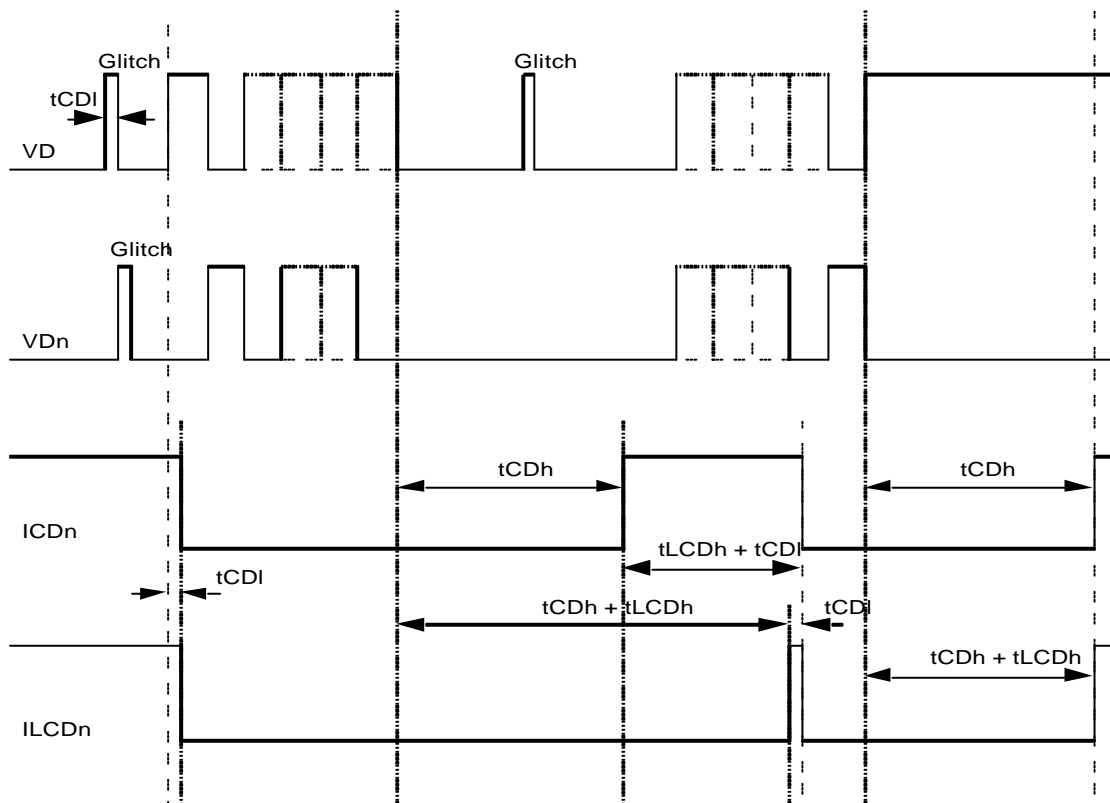 Glitch
Glitch
tCDl
VD
Glitch
VDn
tCDh
tCDh
ICDn
tLCDh + tCDl
tCDl
tCDh + tLCDh
tCDl
tCDh + tLCDh
ILCDn